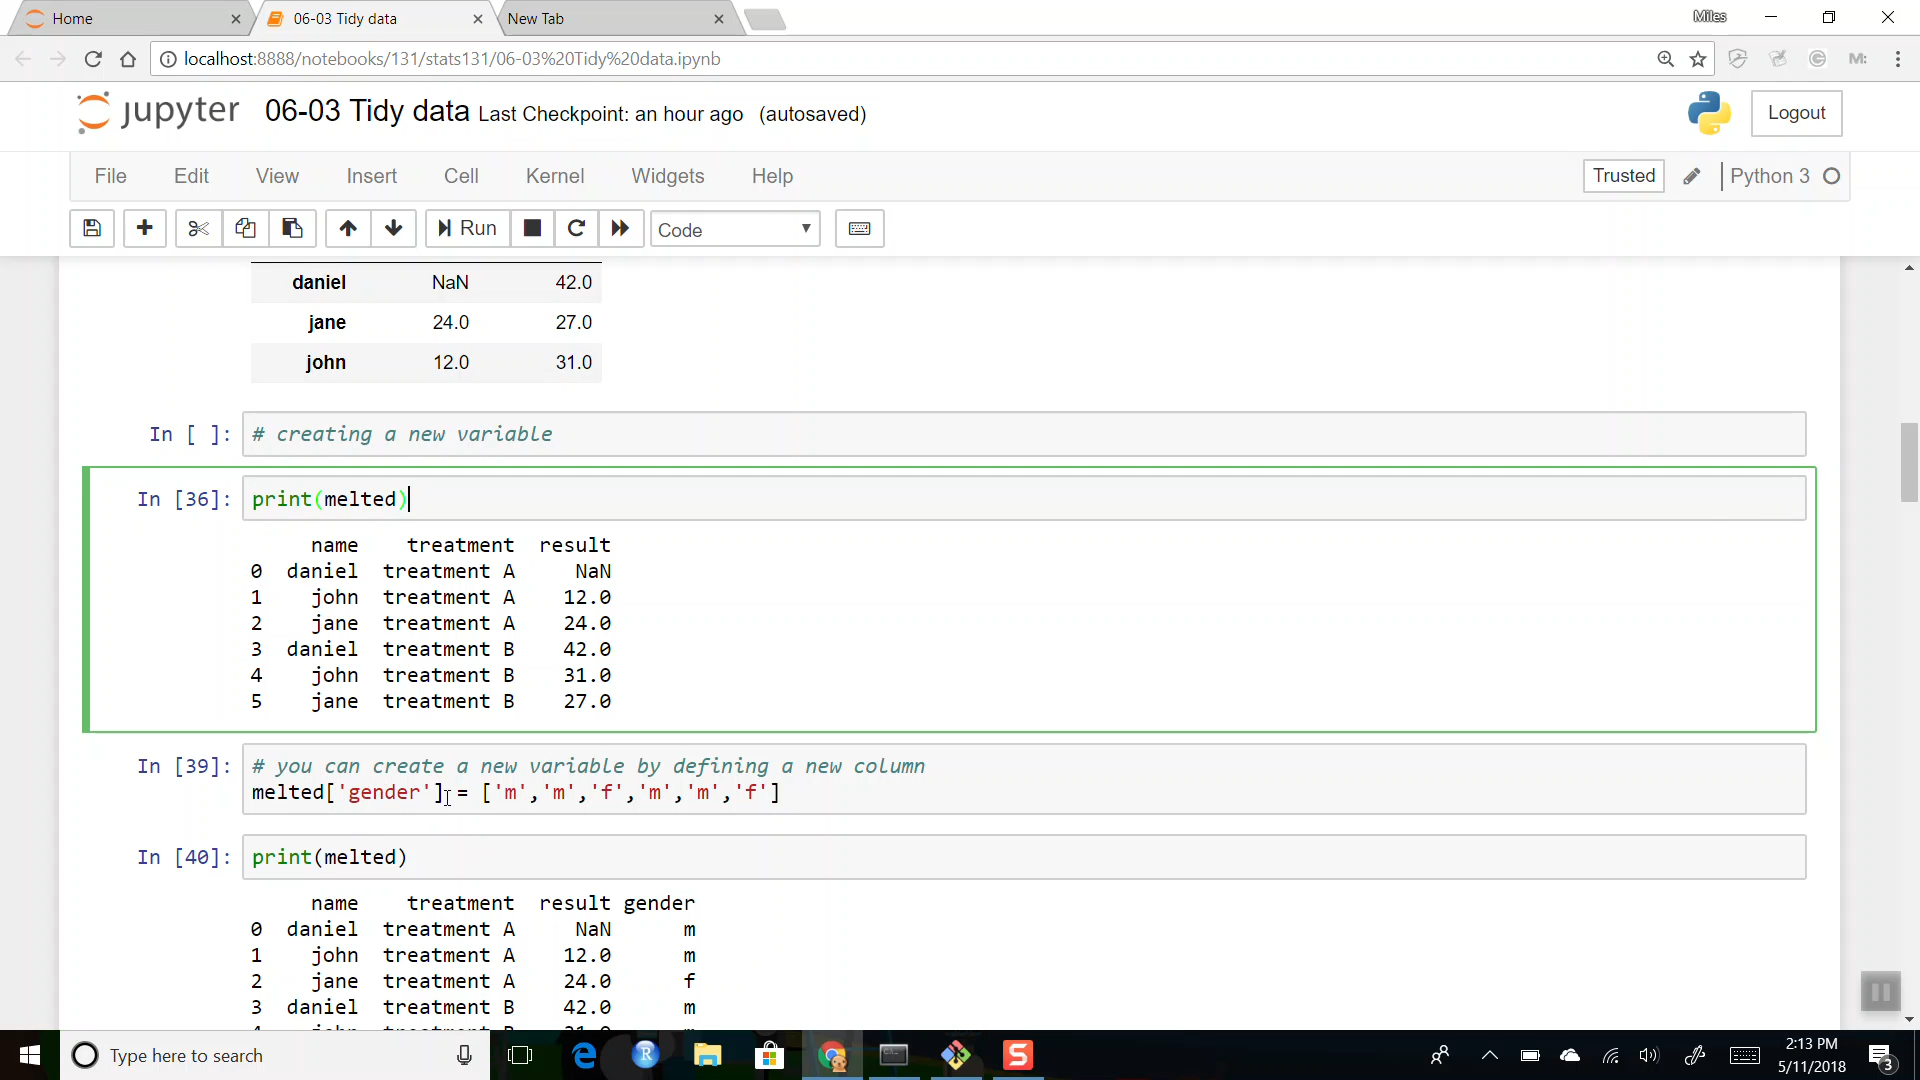 Home
06-03 Tidy data
New Tab
Miles
localhost:8888/notebooks/131/stats131/06-03%20Tidy%20data.ipynb
jupyter 06-03 Tidy data Last Checkpoint: an hour ago (autosaved)
Logout
File Edit View Insert Cell Kernel Widgets Help
Trusted
Python 3
Run
Code
daniel NaN 42.0
jane 24.0 27.0
john 12.0 31.0
In [ ]: # creating a new variable
In [36]: print(melted)
name treatment result
0 daniel treatment A NaN
1 john treatment A 12.0
2 jane treatment A 24.0
3 daniel treatment B 42.0
4 john treatment B 31.0
5 jane treatment B 27.0
In [39]: # you can create a new variable by defining a new column
melted['gender'] = ['m','m','f','m','m','f']
In [40]: print(melted)
name treatment result gender
0 daniel treatment A NaN m
1 john treatment A 12.0 m
2 jane treatment A 24.0 f
3 daniel treatment B 42.0 m
Type here to search
2:13 PM
5/11/2018
3